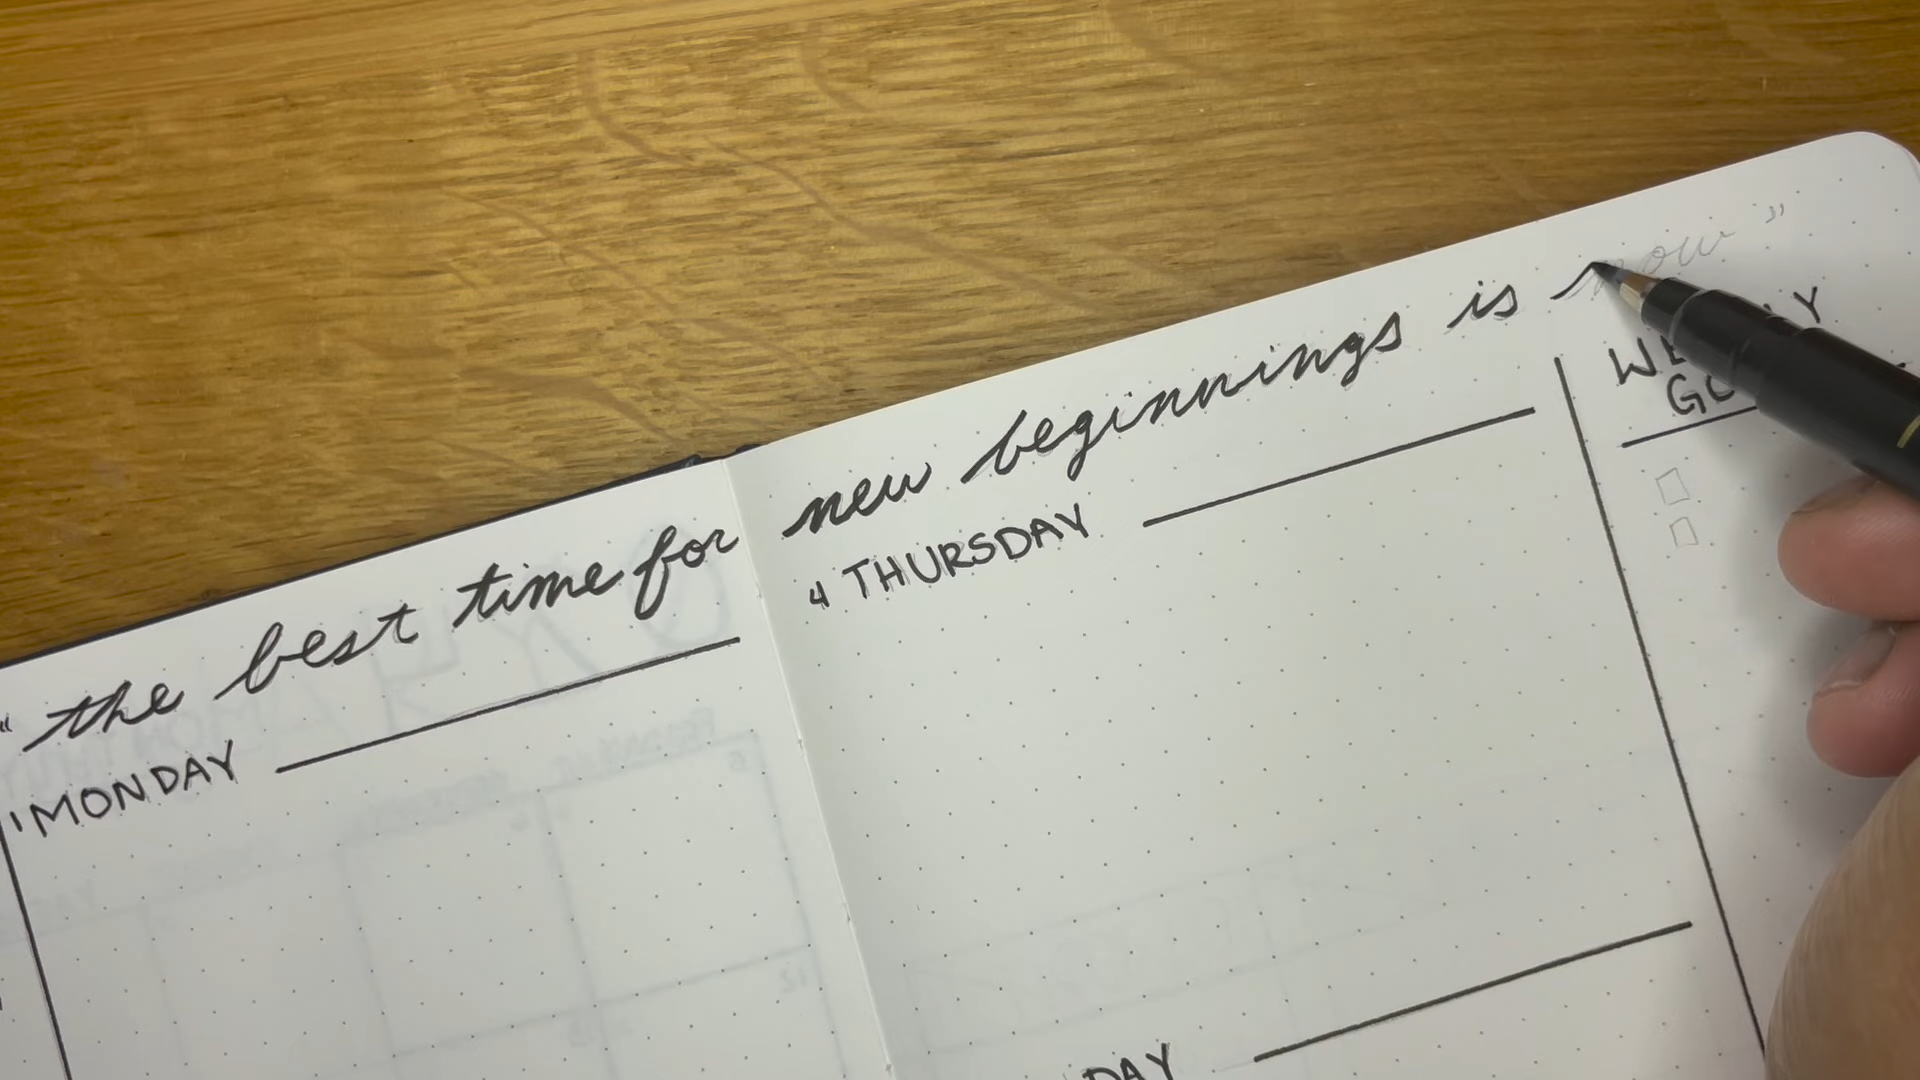 "the best time for new beginnings is now"
1 MONDAY
4 THURSDAY
DAY